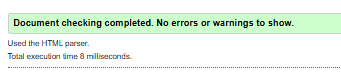 Document checking completed. No errors or warnings to show.
Used the HTML parser.
Total execution time 8 milliseconds.